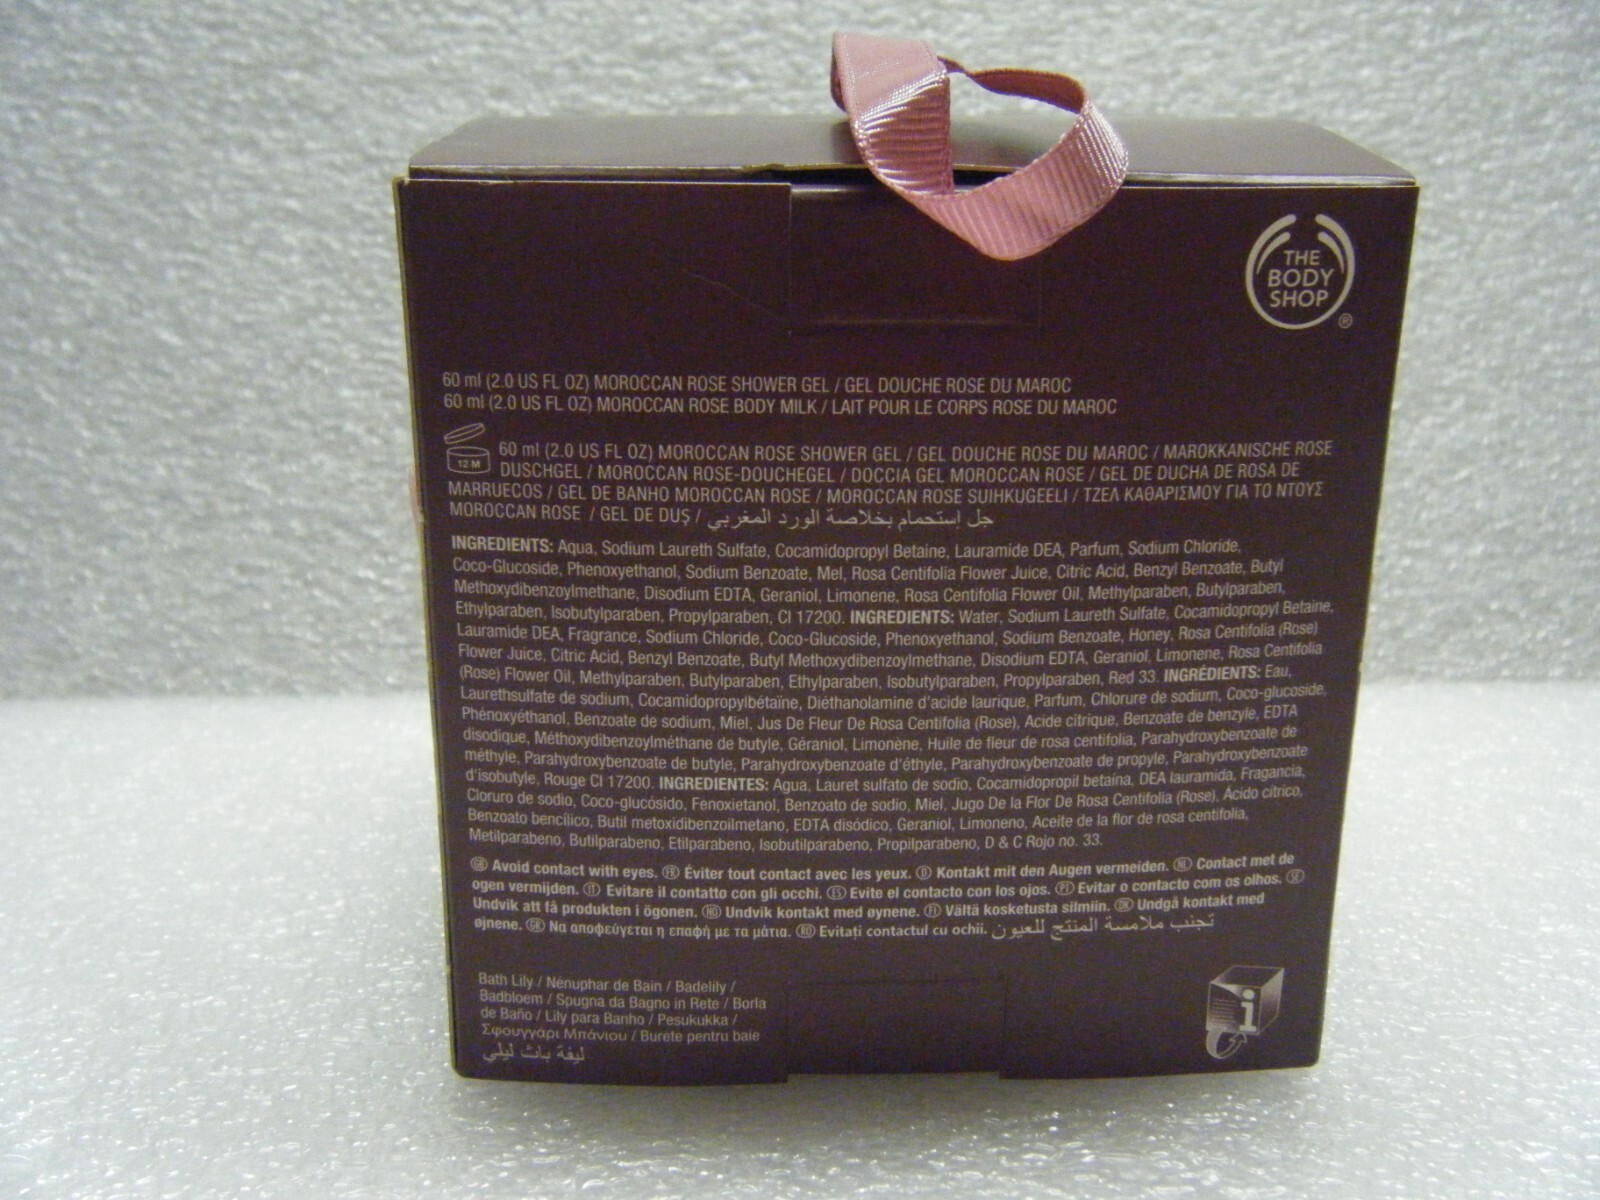 THE
BODY
SHOP
®
60 ml (2.0 US FL OZ) MOROCCAN ROSE SHOWER GEL / GEL DOUCHE ROSE DU MAROC
60 ml (2.0 US FL OZ) MOROCCAN ROSE BODY MILK / LAIT POUR LE CORPS ROSE DU MAROC
12 M
60 ml (2.0 US FL OZ) MOROCCAN ROSE SHOWER GEL / GEL DOUCHE ROSE DU MAROC / MAROKKANISCHE ROSE
DUSCHGEL / MOROCCAN ROSE-DOUCHEGEL / DOCCIA GEL MOROCCAN ROSE / GEL DE DUCHA DE ROSA DE
MARRUECOS / GEL DE BANHO MOROCCAN ROSE / MOROCCAN ROSE SUIHKUGEELI / ΤΖΕΛ ΚΑΘΑΡΙΣΜΟΥ ΓΙΑ ΤΟ ΝΤΟΥΣ
MOROCCAN ROSE / GEL DE DUŞ / جل إستحمام بخلاصة الورد المغربي
INGREDIENTS: Aqua, Sodium Laureth Sulfate, Cocamidopropyl Betaine, Lauramide DEA, Parfum, Sodium Chloride,
Coco-Glucoside, Phenoxyethanol, Sodium Benzoate, Mel, Rosa Centifolia Flower Juice, Citric Acid, Benzyl Benzoate, Butyl
Methoxydibenzoylmethane, Disodium EDTA, Geraniol, Limonene, Rosa Centifolia Flower Oil, Methylparaben, Butylparaben,
Ethylparaben, Isobutylparaben, Propylparaben, CI 17200. INGREDIENTS: Water, Sodium Laureth Sulfate, Cocamidopropyl Betaine,
Lauramide DEA, Fragrance, Sodium Chloride, Coco-Glucoside, Phenoxyethanol, Sodium Benzoate, Honey, Rosa Centifolia (Rose)
Flower Juice, Citric Acid, Benzyl Benzoate, Butyl Methoxydibenzoylmethane, Disodium EDTA, Geraniol, Limonene, Rosa Centifolia
(Rose) Flower Oil, Methylparaben, Butylparaben, Ethylparaben, Isobutylparaben, Propylparaben, Red 33. INGRÉDIENTS: Eau,
Laurethsulfate de sodium, Cocamidopropylbétaïne, Diéthanolamine d'acide laurique, Parfum, Chlorure de sodium, Coco-glucoside,
Phénoxyéthanol, Benzoate de sodium, Miel, Jus De Fleur De Rosa Centifolia (Rose), Acide citrique, Benzoate de benzyle, EDTA
disodique, Méthoxydibenzoylméthane de butyle, Géraniol, Limonène, Huile de fleur de rosa centifolia, Parahydroxybenzoate de
méthyle, Parahydroxybenzoate de butyle, Parahydroxybenzoate d'éthyle, Parahydroxybenzoate de propyle, Parahydroxybenzoate
d'isobutyle, Rouge CI 17200. INGREDIENTES: Agua, Lauret sulfato de sodio, Cocamidopropil betaína, DEA lauramida, Fragancia,
Cloruro de sodio, Coco-glucósido, Fenoxietanol, Benzoato de sodio, Miel, Jugo De la Flor De Rosa Centifolia (Rose), Ácido cítrico,
Benzoato bencílico, Butil metoxidibenzoilmetano, EDTA disódico, Geraniol, Limoneno, Aceite de la flor de rosa centifolia,
Metilparabeno, Butilparabeno, Etilparabeno, Isobutilparabeno, Propilparabeno, D & C Rojo no. 33.
GB Avoid contact with eyes. FR Éviter tout contact avec les yeux. D Kontakt mit den Augen vermeiden. NL Contact met de
ogen vermijden. IT Evitare il contatto con gli occhi. ES Evite el contacto con los ojos. PT Evitar o contacto com os olhos. SE
Undvik att få produkten i ögonen. NO Undvik kontakt med øynene. FI Vältä kosketusta silmiin. DK Undgå kontakt med
øjnene. GR Να αποφεύγεται η επαφή με τα μάτια. RO Evitați contactul cu ochii. تجنب ملامسة المنتج للعيون
Bath Lily / Nénuphar de Bain / Badelily /
Badbloem / Spugna da Bagno in Rete / Borla
de Baño / Lily para Banho / Pesukukka /
Σφουγγάρι Μπάνιου / Burete pentru baie
ليفة باث ليلي
i